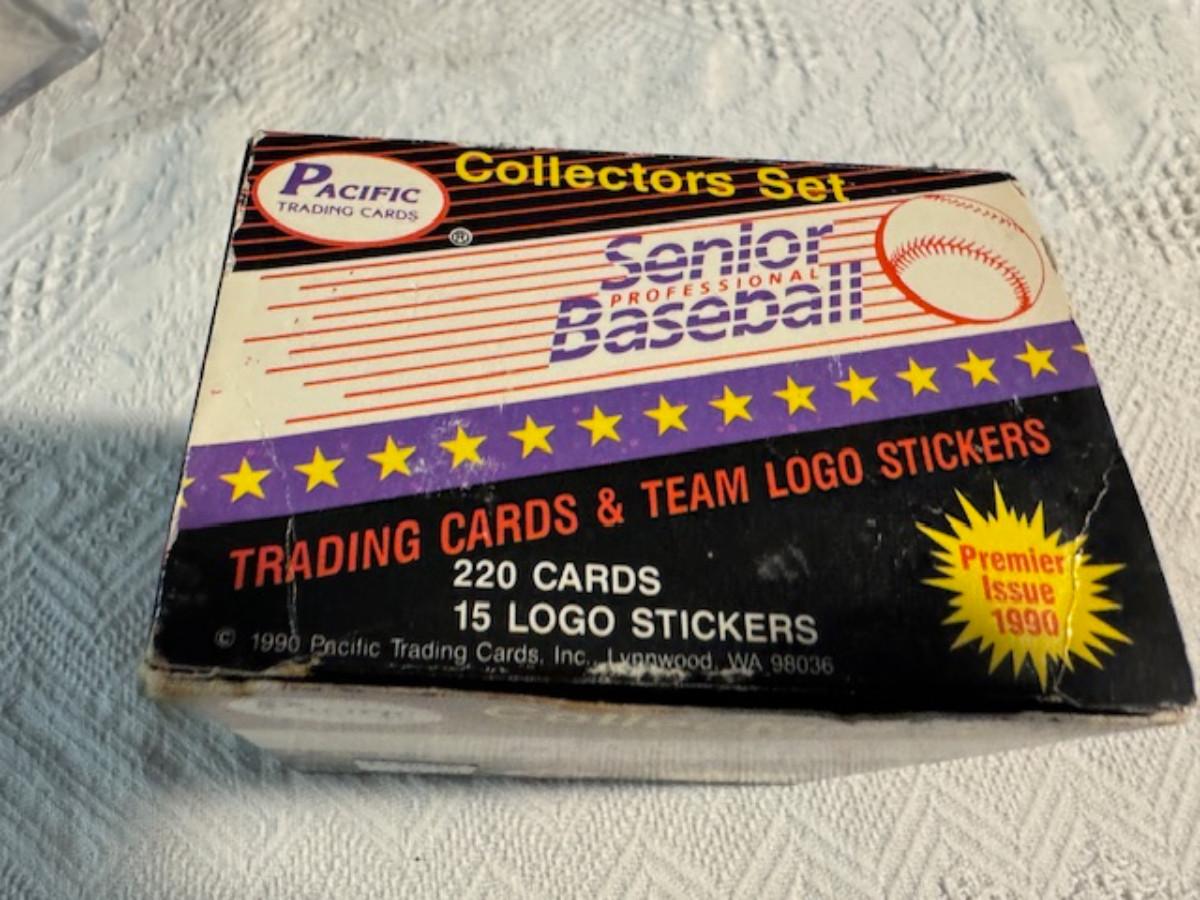 PACIFIC
TRADING CARDS
®
Collectors Set
Senior
PROFESSIONAL
Baseball
TRADING CARDS & TEAM LOGO STICKERS
220 CARDS
15 LOGO STICKERS
© 1990 Pacific Trading Cards, Inc., Lynnwood, WA 98036
Premier
Issue
1990